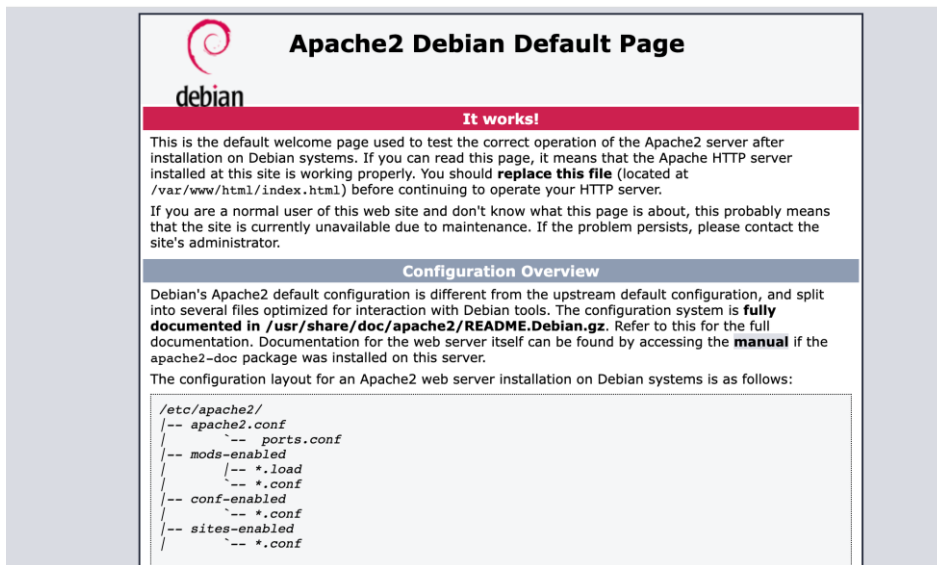 debian
Apache2 Debian Default Page
It works!
This is the default welcome page used to test the correct operation of the Apache2 server after
installation on Debian systems. If you can read this page, it means that the Apache HTTP server
installed at this site is working properly. You should replace this file (located at
/var/www/html/index.html) before continuing to operate your HTTP server.
If you are a normal user of this web site and don't know what this page is about, this probably means
that the site is currently unavailable due to maintenance. If the problem persists, please contact the
site's administrator.
Configuration Overview
Debian's Apache2 default configuration is different from the upstream default configuration, and split
into several files optimized for interaction with Debian tools. The configuration system is fully
documented in /usr/share/doc/apache2/README.Debian.gz. Refer to this for the full
documentation. Documentation for the web server itself can be found by accessing the manual if the
apache2-doc package was installed on this server.
The configuration layout for an Apache2 web server installation on Debian systems is as follows:
/etc/apache2/
|-- apache2.conf
|       `--  ports.conf
|-- mods-enabled
|       |-- *.load
|       `-- *.conf
|-- conf-enabled
|       `-- *.conf
|-- sites-enabled
|       `-- *.conf